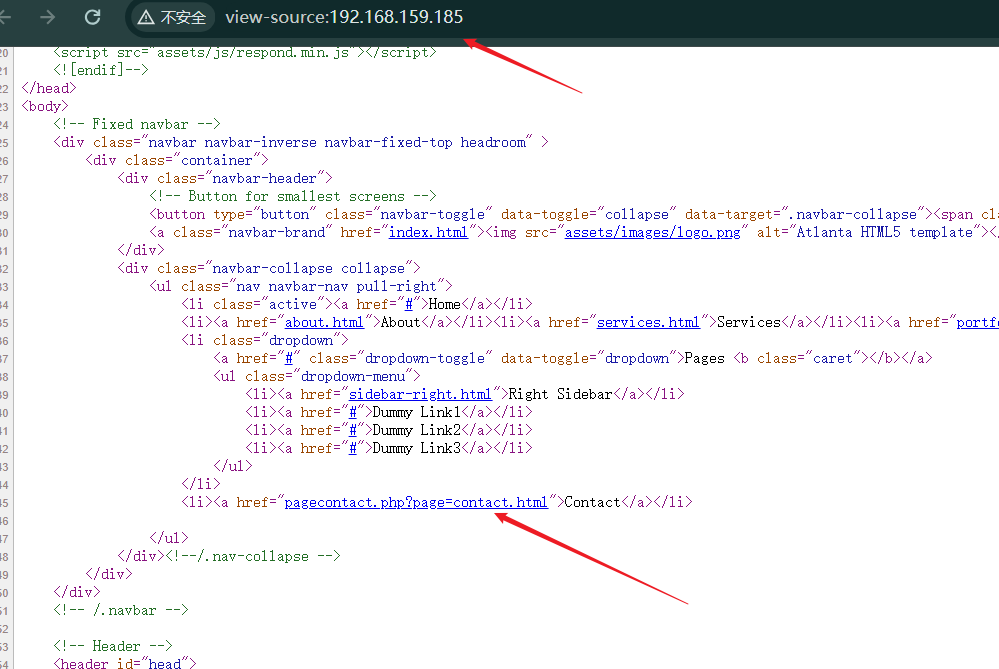 不安全 view-source:192.168.159.185
20 <script src="assets/js/respond.min.js"></script>
21 <![endif]-->
22 </head>
23 <body>
24 <!-- Fixed navbar -->
25 <div class="navbar navbar-inverse navbar-fixed-top headroom" >
26 <div class="container">
27 <div class="navbar-header">
28 <!-- Button for smallest screens -->
29 <button type="button" class="navbar-toggle" data-toggle="collapse" data-target=".navbar-collapse"><span cla
30 <a class="navbar-brand" href="index.html"><img src="assets/images/logo.png" alt="Atlanta HTML5 template"></
31 </div>
32 <div class="navbar-collapse collapse">
33 <ul class="nav navbar-nav pull-right">
34 <li class="active"><a href="#">Home</a></li>
35 <li><a href="about.html">About</a></li><li><a href="services.html">Services</a></li><li><a href="portfo
36 <li class="dropdown">
37 <a href="#" class="dropdown-toggle" data-toggle="dropdown">Pages <b class="caret"></b></a>
38 <ul class="dropdown-menu">
39 <li><a href="sidebar-right.html">Right Sidebar</a></li>
40 <li><a href="#">Dummy Link1</a></li>
41 <li><a href="#">Dummy Link2</a></li>
42 <li><a href="#">Dummy Link3</a></li>
43 </ul>
44 </li>
45 <li><a href="pagecontact.php?page=contact.html">Contact</a></li>
46
47 </ul>
48 </div><!--/.nav-collapse -->
49 </div>
50 </div>
51 <!-- /.navbar -->
52
53 <!-- Header -->
54 <header id="head">